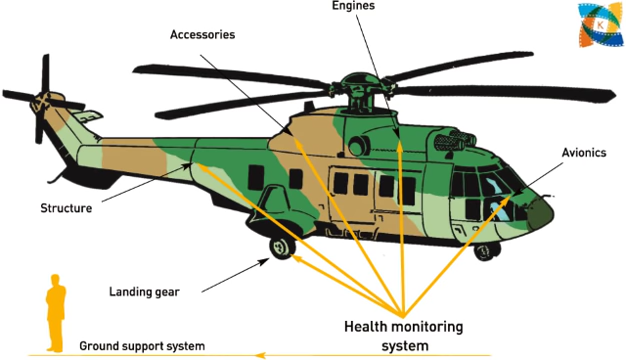 Engines
Accessories
K
Avionics
Structure
Landing gear
Health monitoring
system
Ground support system